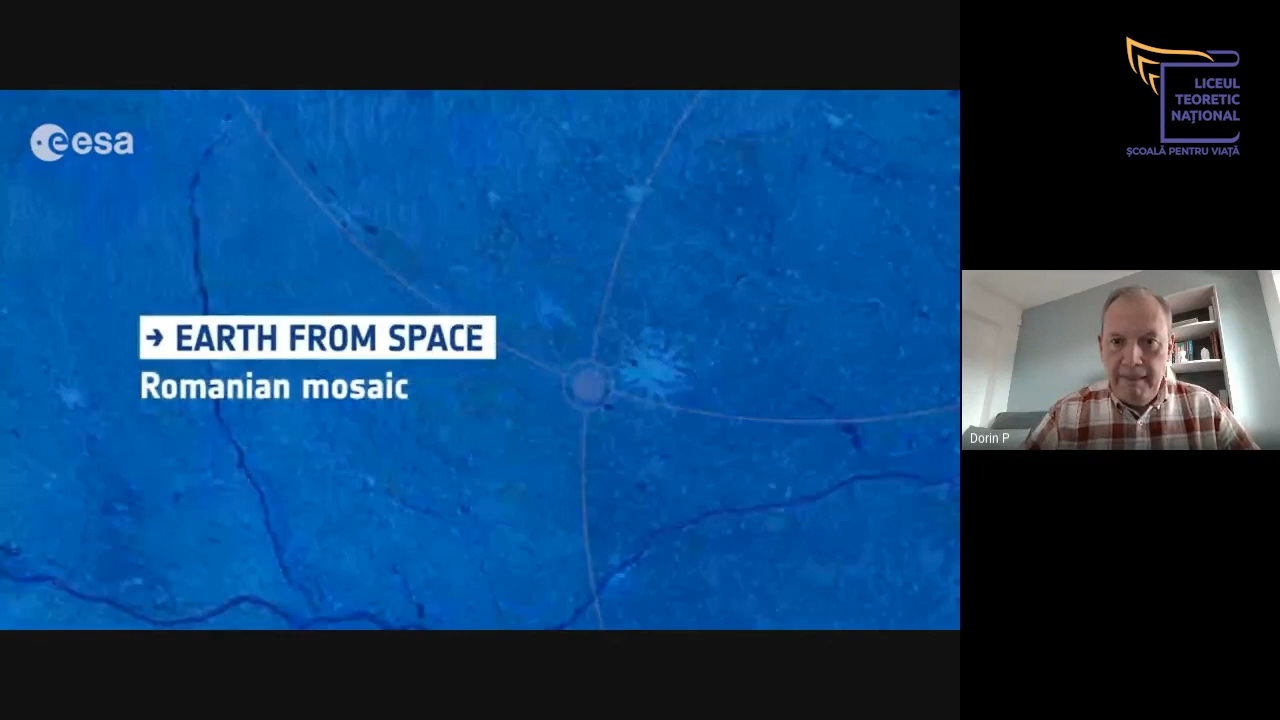 esa
→ EARTH FROM SPACE
Romanian mosaic
LICEUL
TEORETIC
NAȚIONAL
ȘCOALĂ PENTRU VIAȚĂ
Dorin P